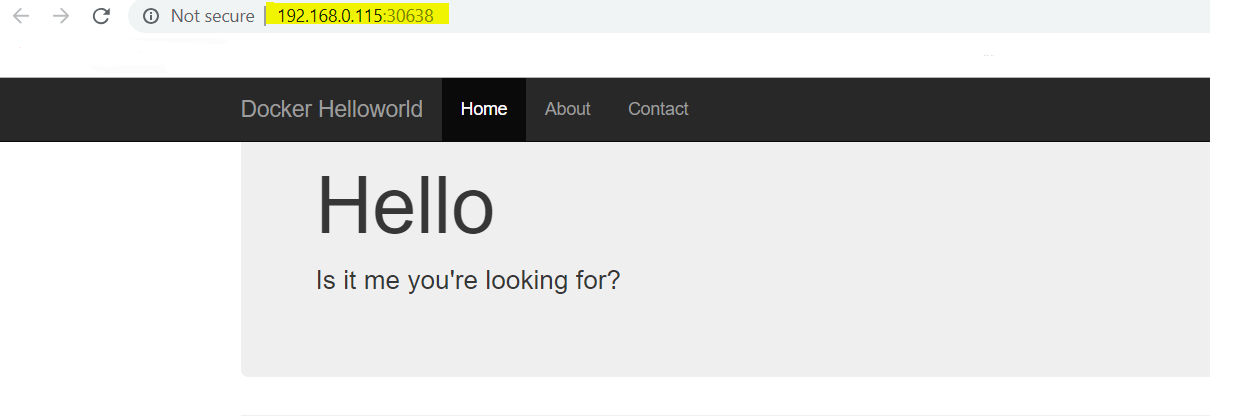 Not secure | 192.168.0.115:30638
Docker Helloworld Home About Contact
Hello
Is it me you're looking for?